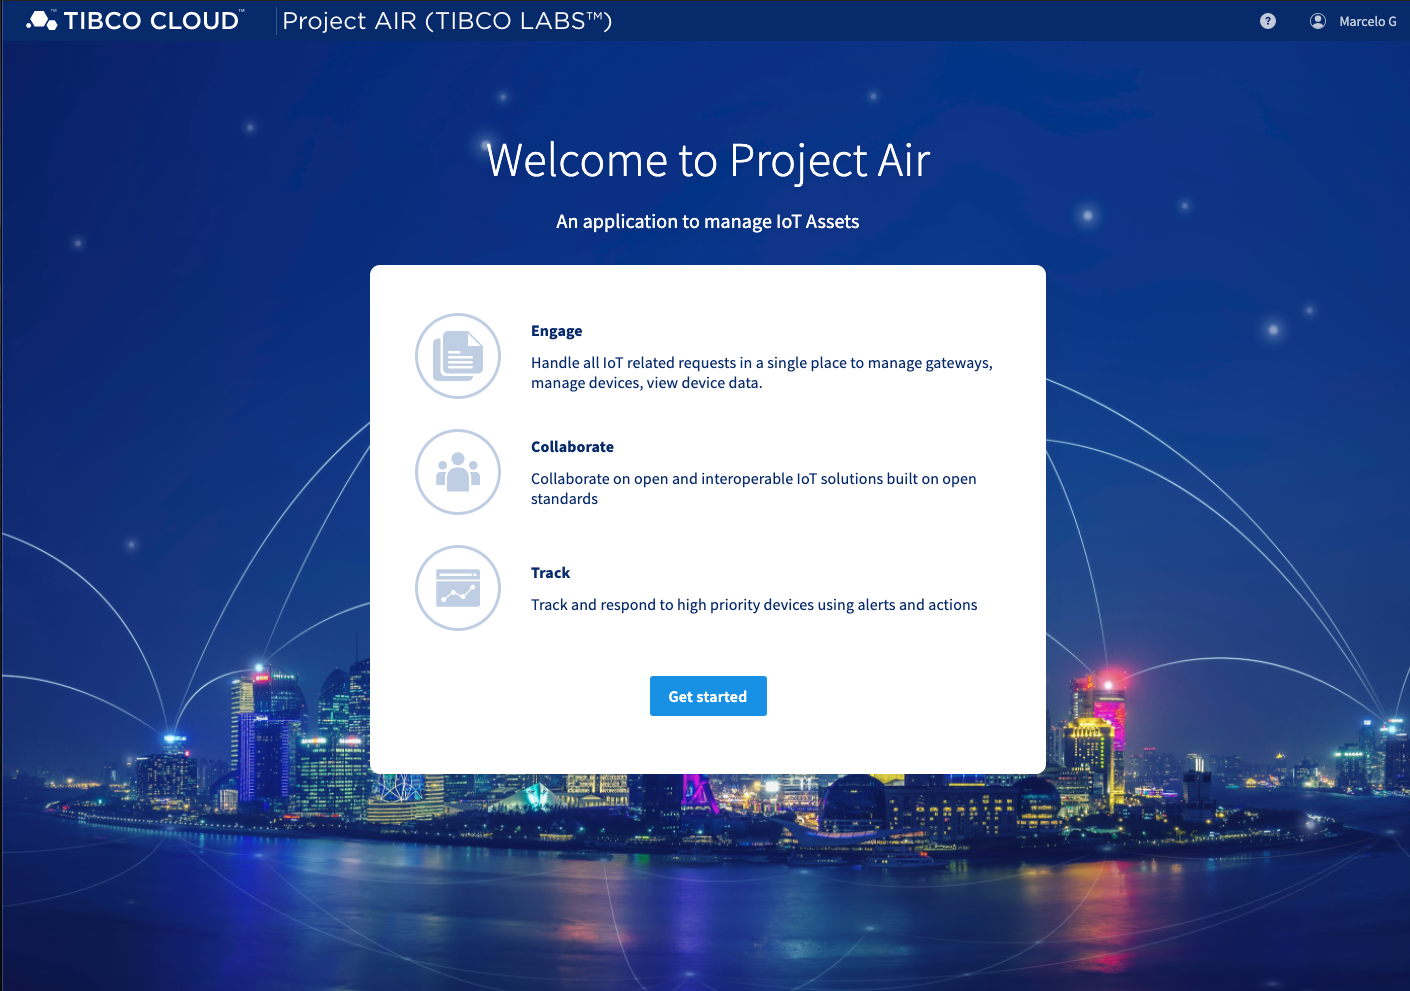 TIBCO CLOUD™ Project AIR (TIBCO LABS™)
? Marcelo G
Welcome to Project Air
An application to manage IoT Assets
Engage
Handle all IoT related requests in a single place to manage gateways,
manage devices, view device data.
Collaborate
Collaborate on open and interoperable IoT solutions built on open
standards
Track
Track and respond to high priority devices using alerts and actions
Get started